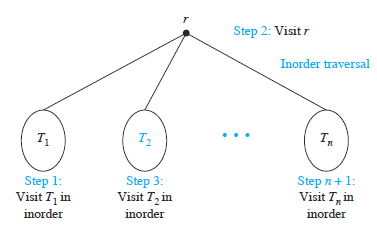 r
Step 2: Visit r
Inorder traversal
T1
T2
• • •
Tn
Step 1:
Visit T1 in
inorder
Step 3:
Visit T2 in
inorder
Step n + 1:
Visit Tn in
inorder